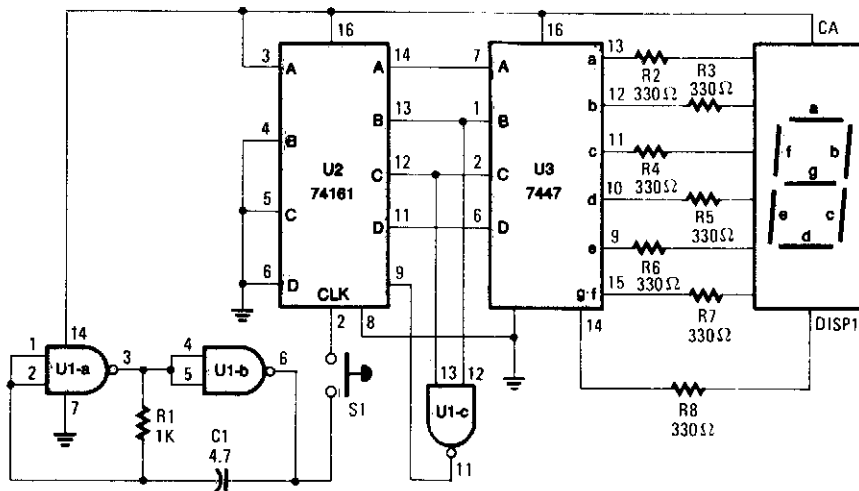 CA
16
16
3
A
A
14
7
A
a
13
R2
330Ω
R3
330Ω
4
B
B
13
1
B
b
12
a
f
b
g
e
c
d
U2
74161
U3
7447
5
C
C
12
2
C
c
11
R4
330Ω
6
D
D
11
6
D
d
10
R5
330Ω
9
e
9
R6
330Ω
g·f
15
R7
330Ω
CLK
2
8
14
DISP1
1
2
14
U1-a
3
7
4
5
U1-b
6
S1
13
12
U1-c
11
R8
330Ω
R1
1K
C1
4.7